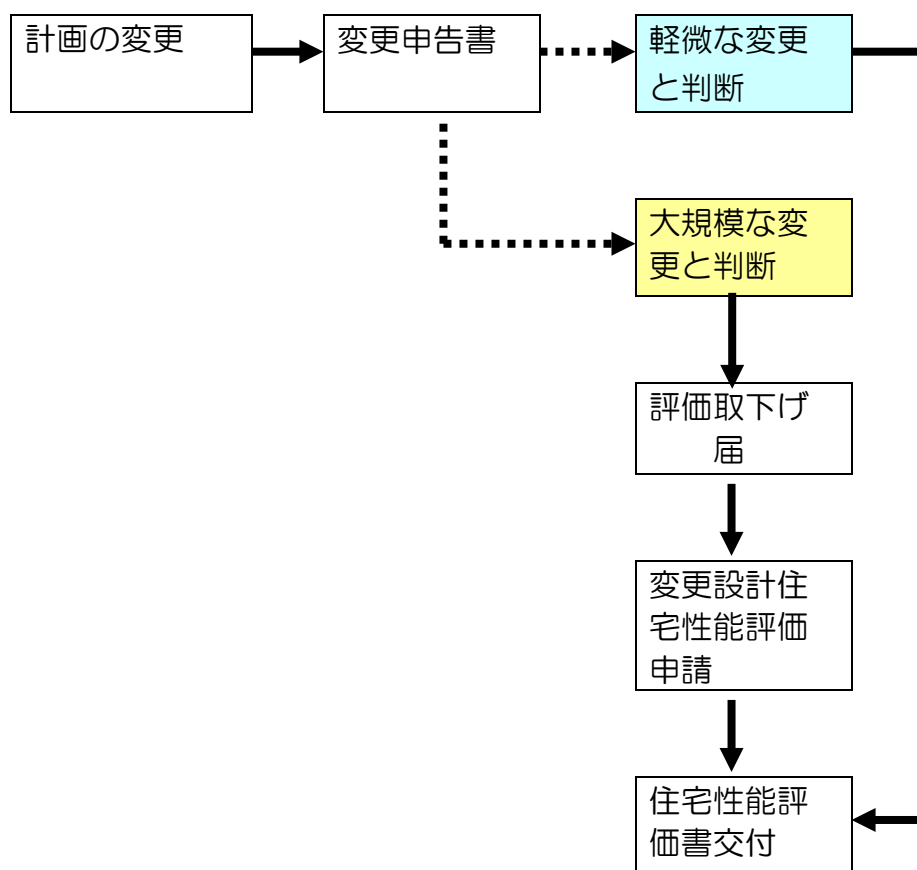 計画の変更
変更申告書
軽微な変更
と判断
大規模な変
更と判断
評価取下げ
届
変更設計住
宅性能評価
申請
住宅性能評
価書交付